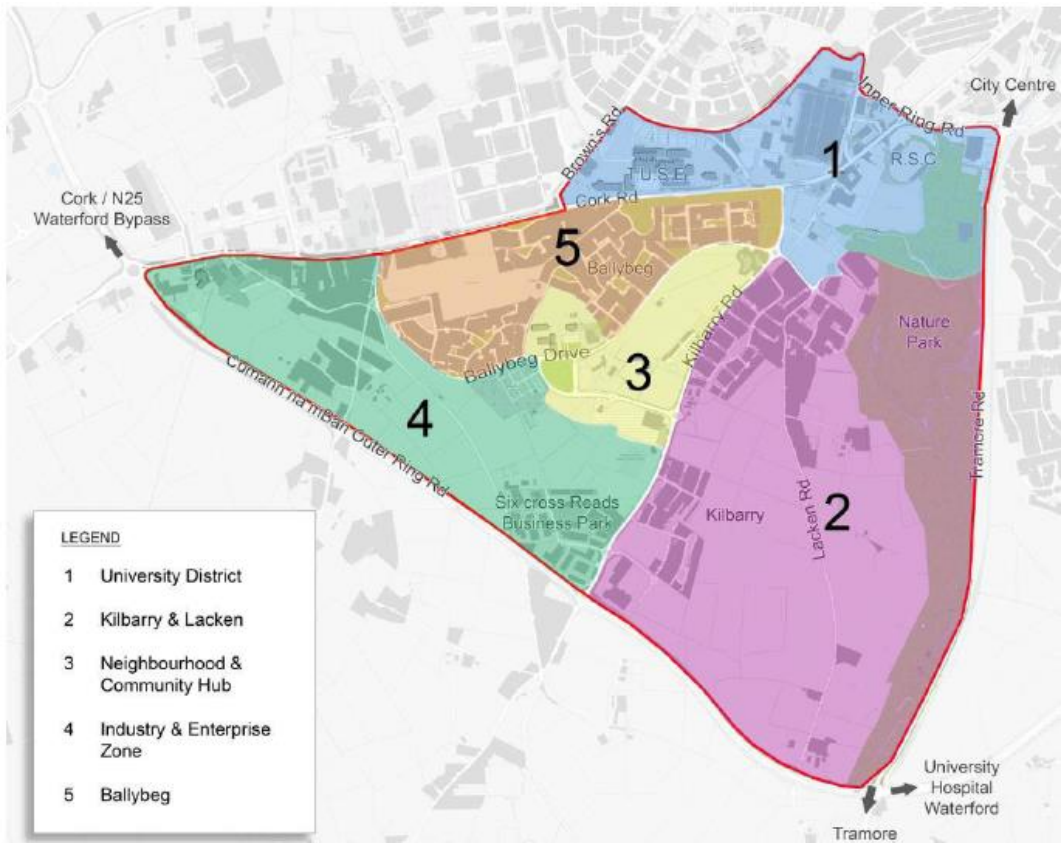 City Centre
Inner Ring Rd
1
R.S.C
Brown's Rd
T.U.S.E
Cork Rd
Cork / N25
Waterford Bypass
5
Ballybeg
Kilbarry Rd
Nature
Park
Ballybeg Drive
3
4
Comann na mBan Outer Ring Rd
Tramore Rd
Six cross Roads
Business Park
Kilbarry
Lacken Rd
2
LEGEND
1 University District
2 Kilbarry & Lacken
3 Neighbourhood &
Community Hub
4 Industry & Enterprise
Zone
5 Ballybeg
University
Hospital
Waterford
Tramore